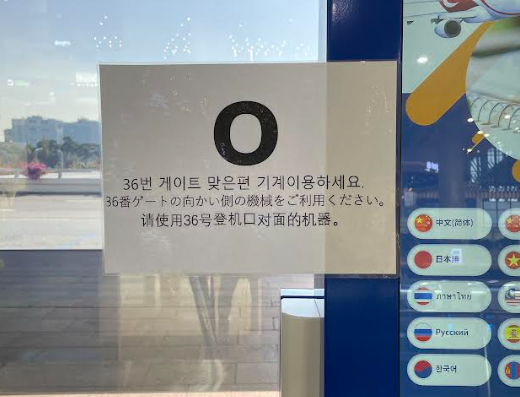 O
36번 게이트 맞은편 기계이용하세요.
36番ゲートの向かい側の機械をご利用ください。
请使用36号登机口对面的机器。
中文(简体)
日本語
ภาษาไทย
Русский
한국어